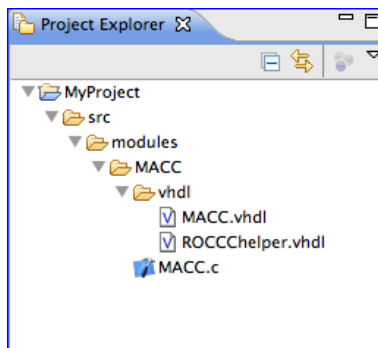 Project Explorer
MyProject
src
modules
MACC
vhdl
MACC.vhdl
ROCCChelper.vhdl
MACC.c